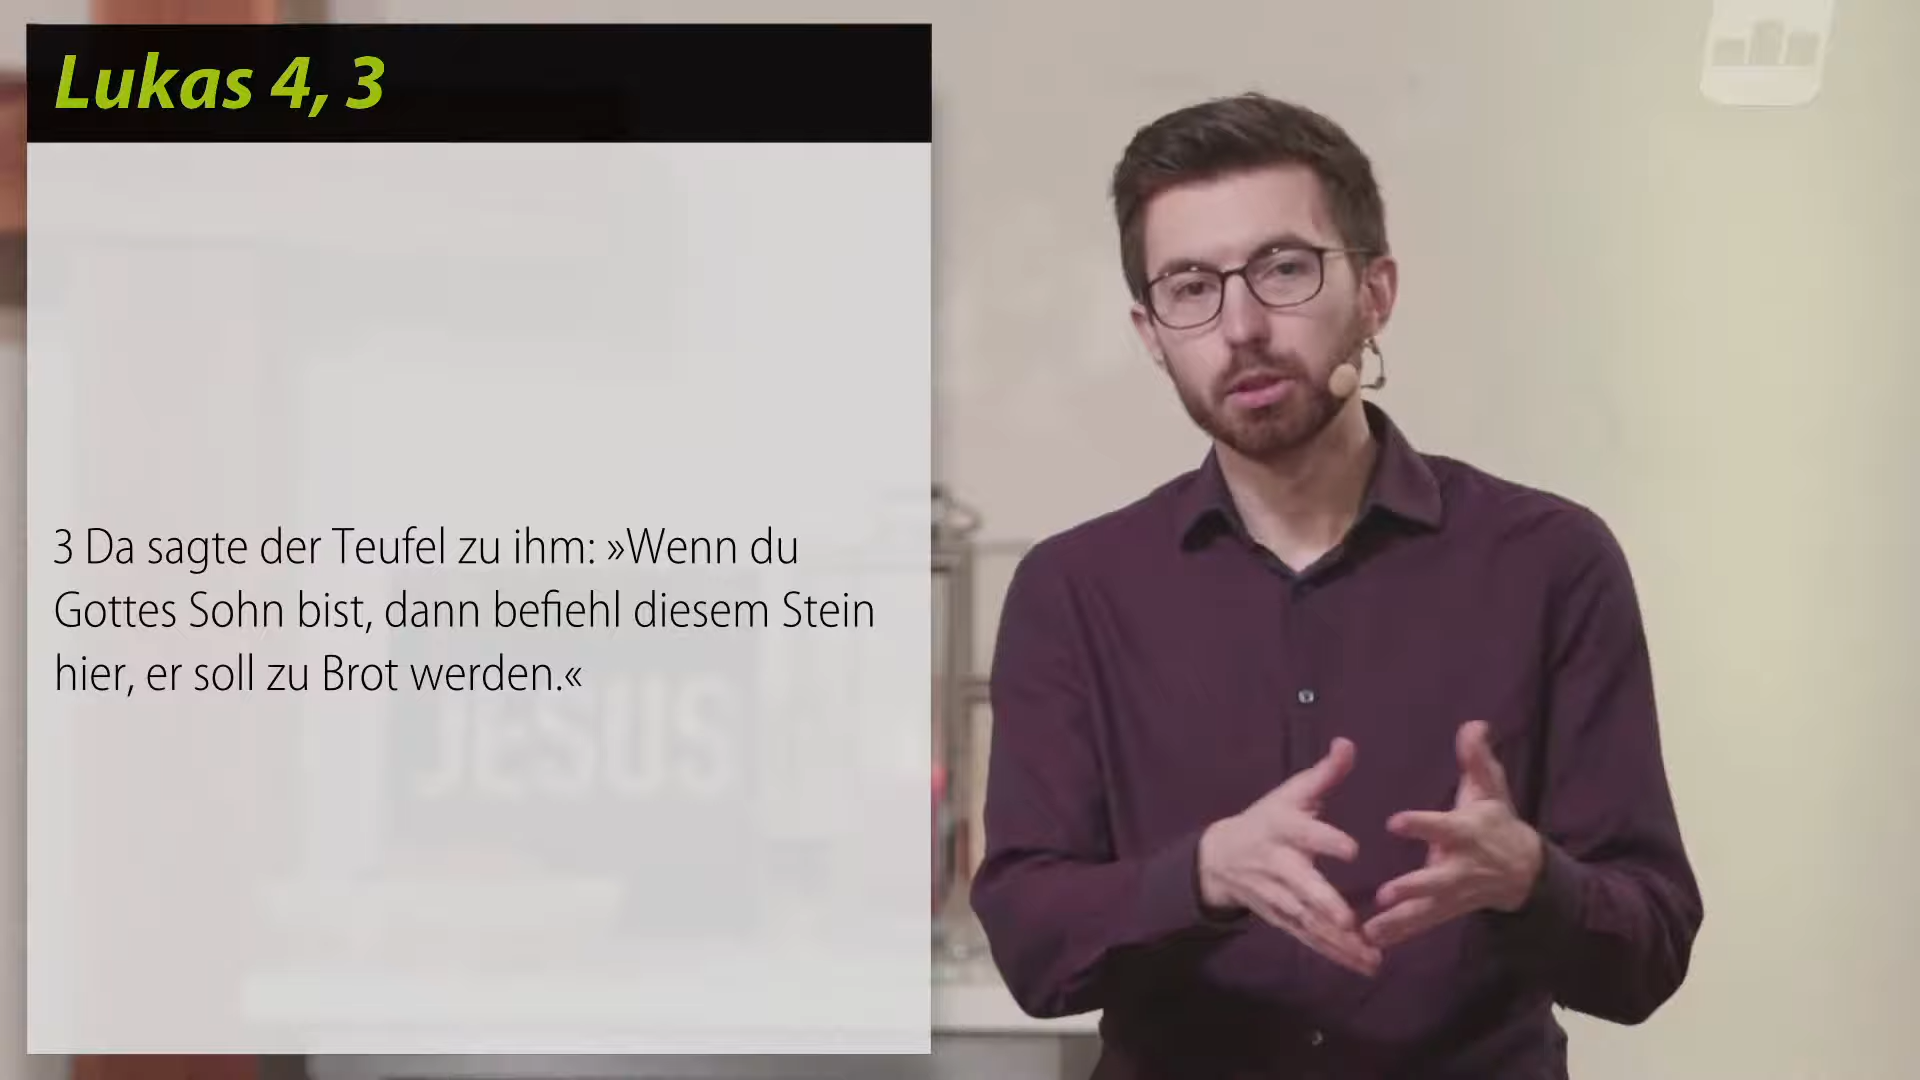 Lukas 4, 3
3 Da sagte der Teufel zu ihm: »Wenn du
Gottes Sohn bist, dann befiehl diesem Stein
hier, er soll zu Brot werden.«
JESUS